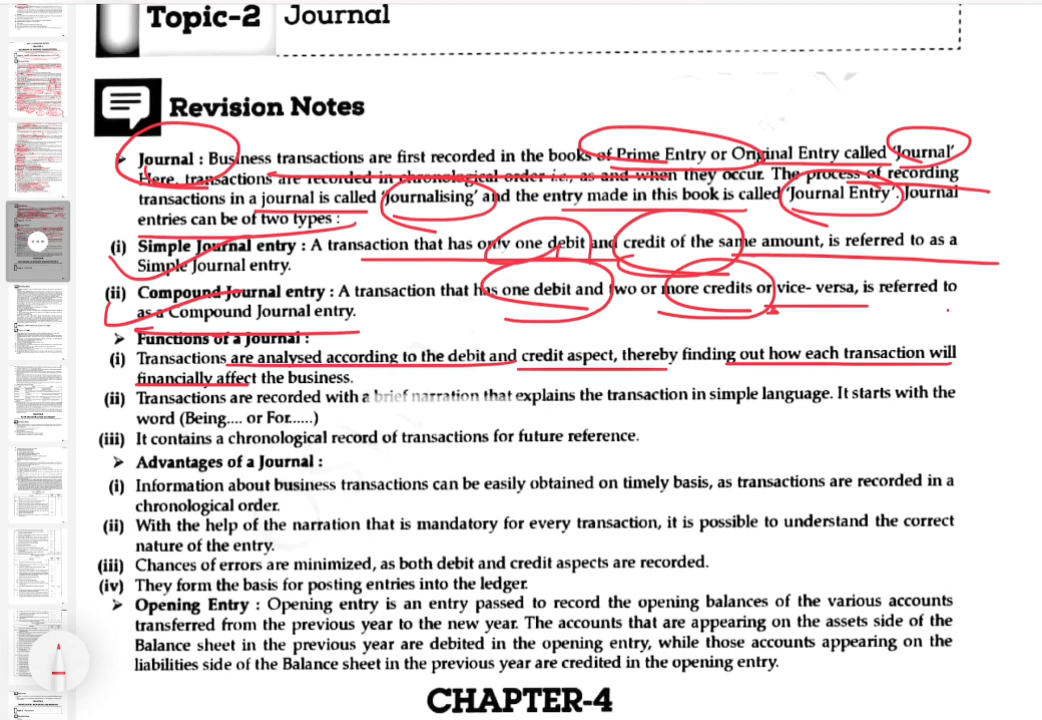 Topic-2 Journal
Revision Notes
➤ Journal : Business transactions are first recorded in the books of Prime Entry or Original Entry called 'Journal'
Here, transactions are recorded in chronological order i.e., as and when they occur. The process of recording
transactions in a journal is called 'Journalising' and the entry made in this book is called 'Journal Entry'. Journal
entries can be of two types :
(i) Simple Journal entry : A transaction that has only one debit and credit of the same amount, is referred to as a
Simple Journal entry.
(ii) Compound Journal entry : A transaction that has one debit and two or more credits or vice- versa, is referred to
as a Compound Journal entry.
➤ Functions of a Journal :
(i) Transactions are analysed according to the debit and credit aspect, thereby finding out how each transaction will
financially affect the business.
(ii) Transactions are recorded with a brief narration that explains the transaction in simple language. It starts with the
word (Being.... or For......)
(iii) It contains a chronological record of transactions for future reference.
➤ Advantages of a Journal :
(i) Information about business transactions can be easily obtained on timely basis, as transactions are recorded in a
chronological order.
(ii) With the help of the narration that is mandatory for every transaction, it is possible to understand the correct
nature of the entry.
(iii) Chances of errors are minimized, as both debit and credit aspects are recorded.
(iv) They form the basis for posting entries into the ledger.
➤ Opening Entry : Opening entry is an entry passed to record the opening balances of the various accounts
transferred from the previous year to the new year. The accounts that are appearing on the assets side of the
Balance sheet in the previous year are debited in the opening entry, while those accounts appearing on the
liabilities side of the Balance sheet in the previous year are credited in the opening entry.
CHAPTER-4